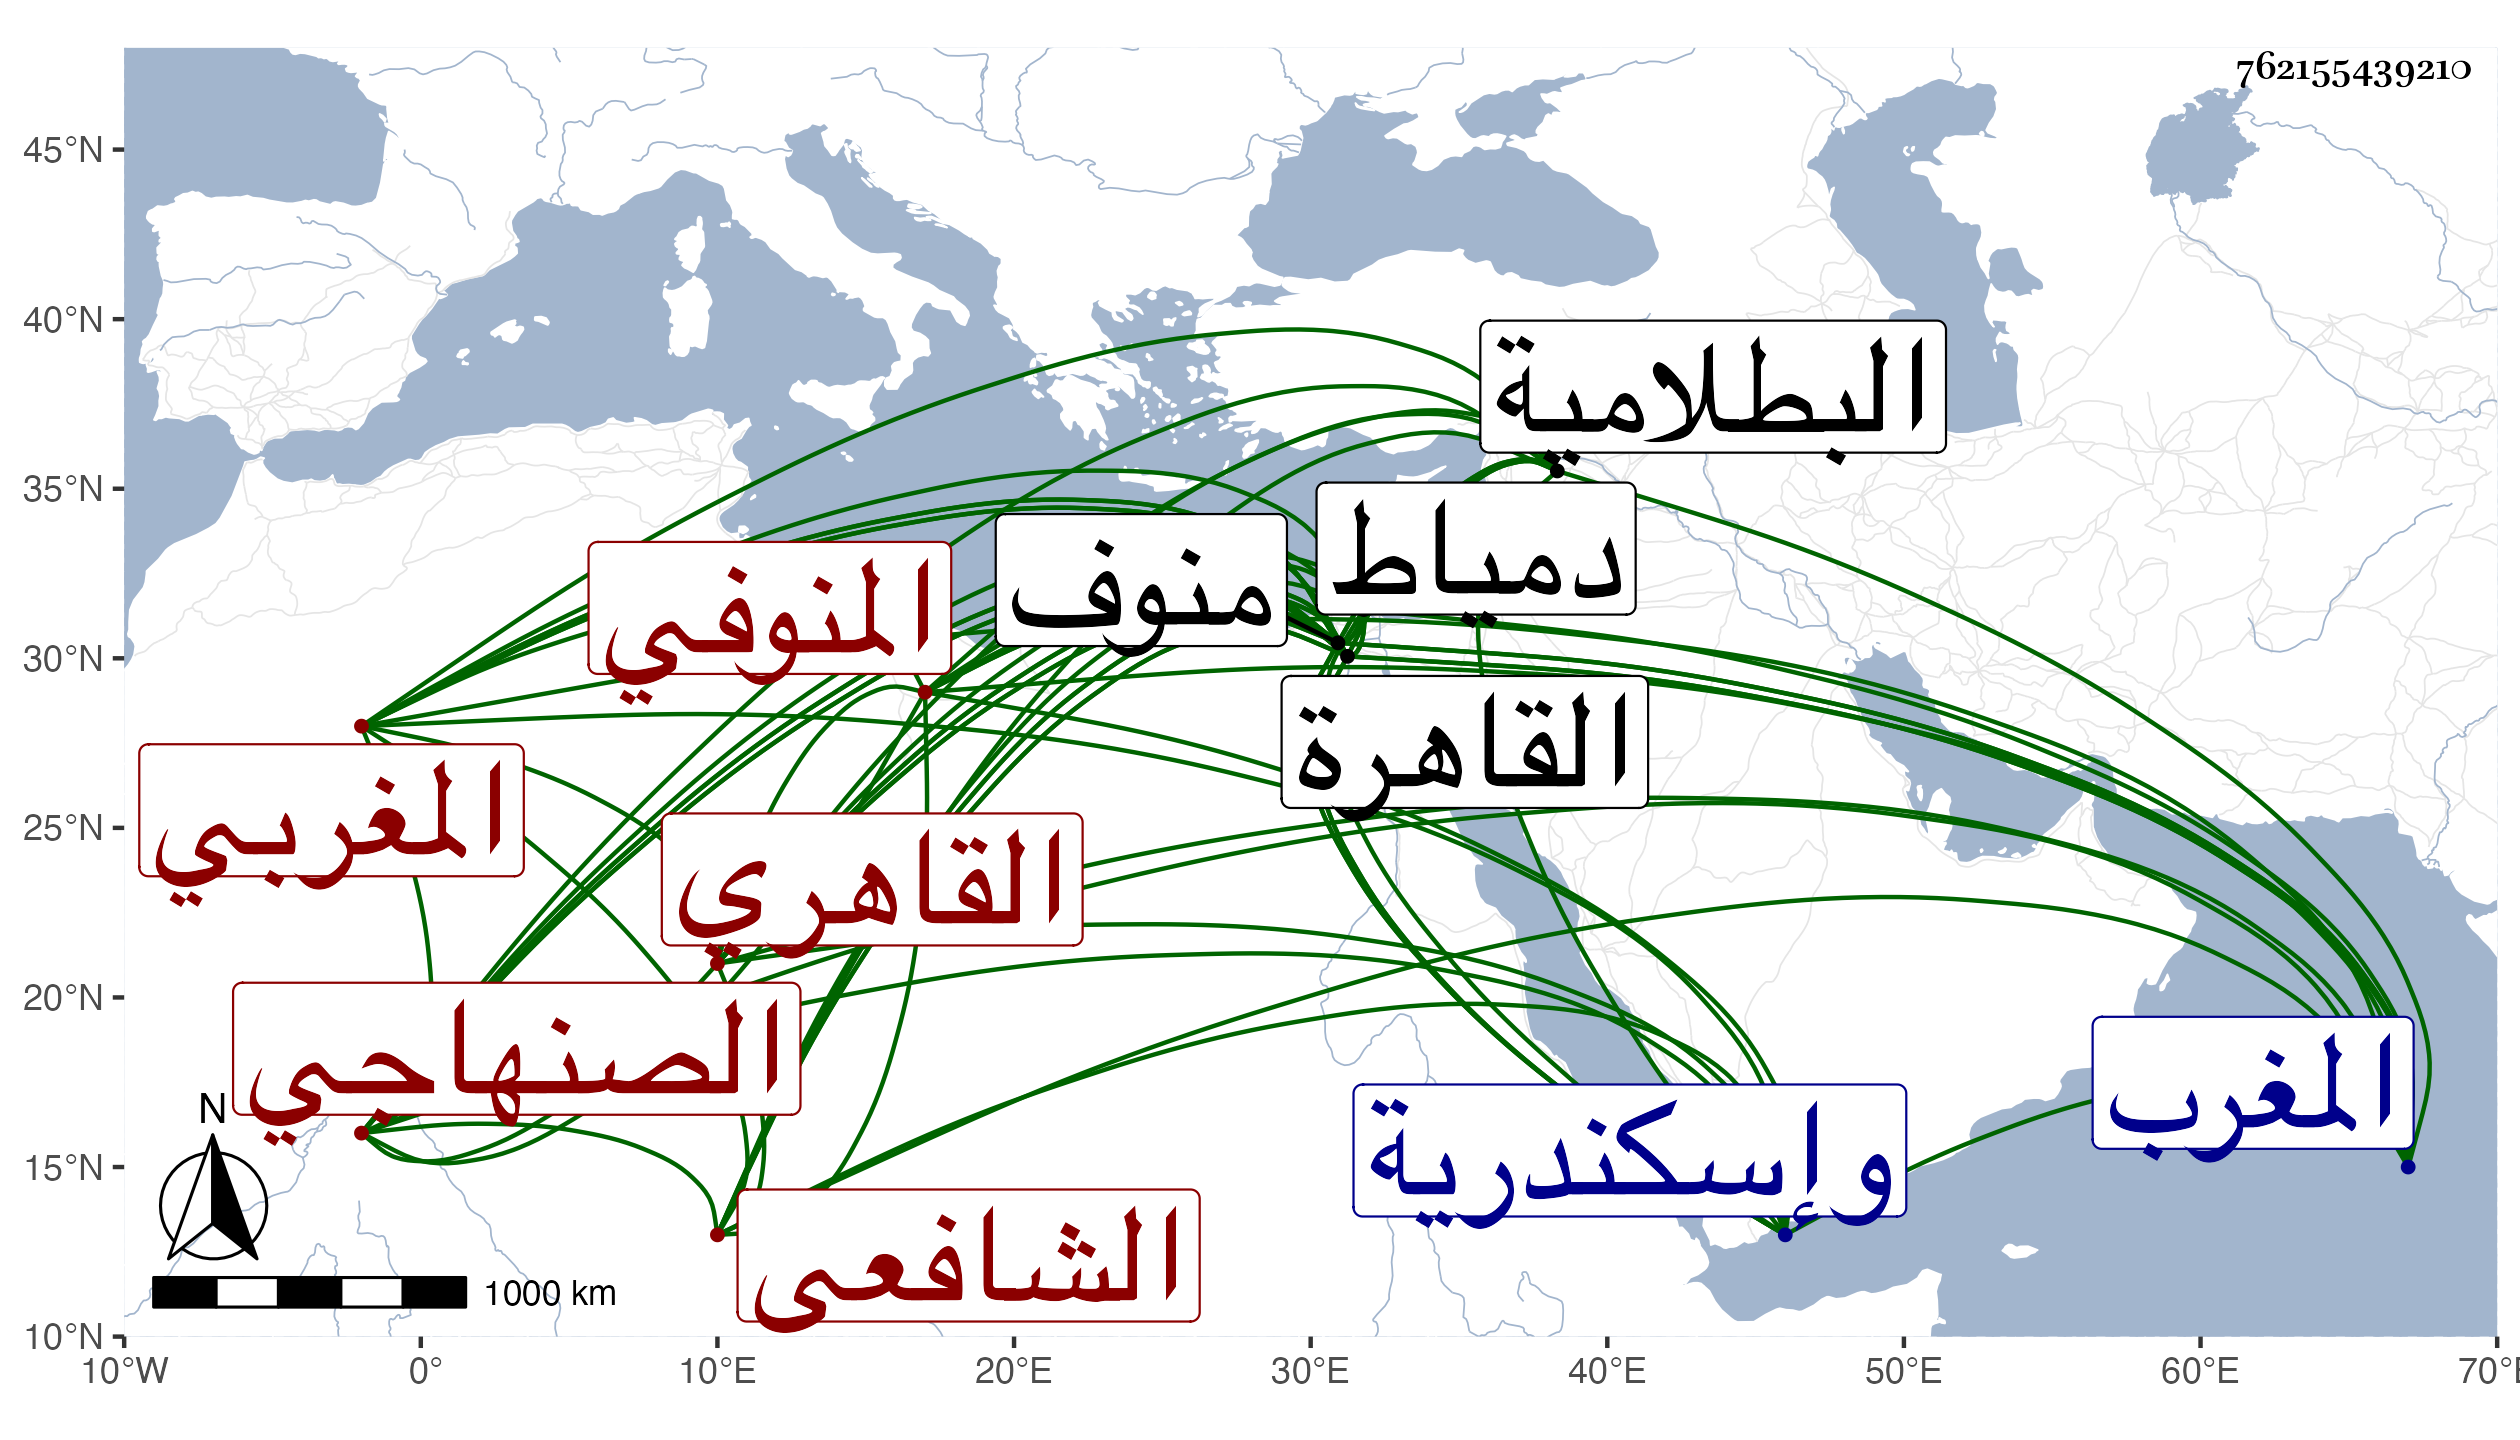 762155439210
45°N
40°N
35°N
30°N
25°N
20°N
15°N
10°N
البطلامية
دمياط
منوف
المنوفي
القاهرة
المغربي
القاهري
الصنهاجي
المغرب
وإسكندرية
الشافعي
N
1000 km
10°W 0° 10°E 20°E 30°E 40°E 50°E 60°E